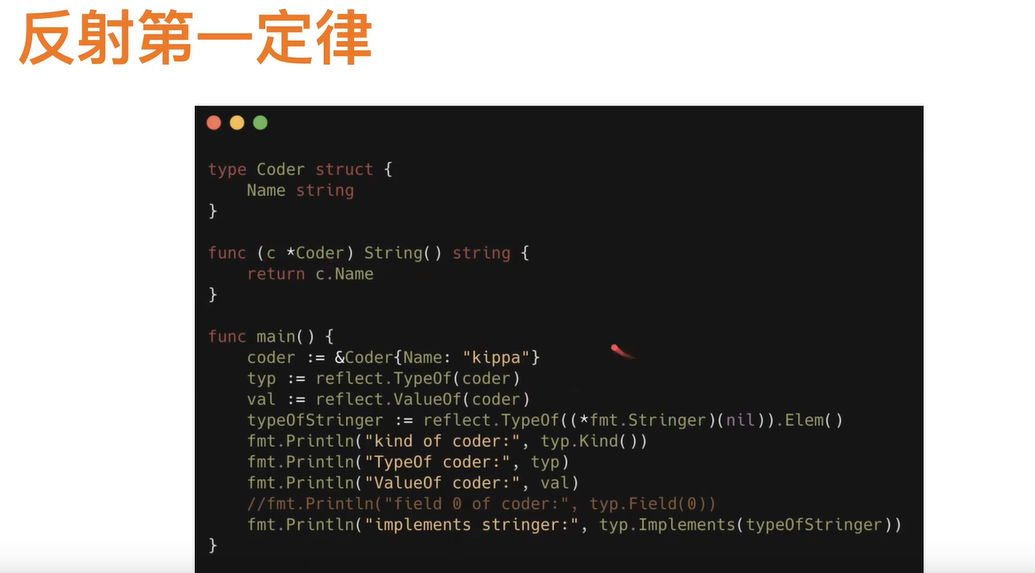 反射第一定律
type Coder struct {
    Name string
}
func (c *Coder) String() string {
    return c.Name
}
func main() {
    coder := &Coder{Name: "kippa"}
    typ := reflect.TypeOf(coder)
    val := reflect.ValueOf(coder)
    typeOfStringer := reflect.TypeOf((*fmt.Stringer)(nil)).Elem()
    fmt.Println("kind of coder:", typ.Kind())
    fmt.Println("TypeOf coder:", typ)
    fmt.Println("ValueOf coder:", val)
    //fmt.Println("field 0 of coder:", typ.Field(0))
    fmt.Println("implements stringer:", typ.Implements(typeOfStringer))
}